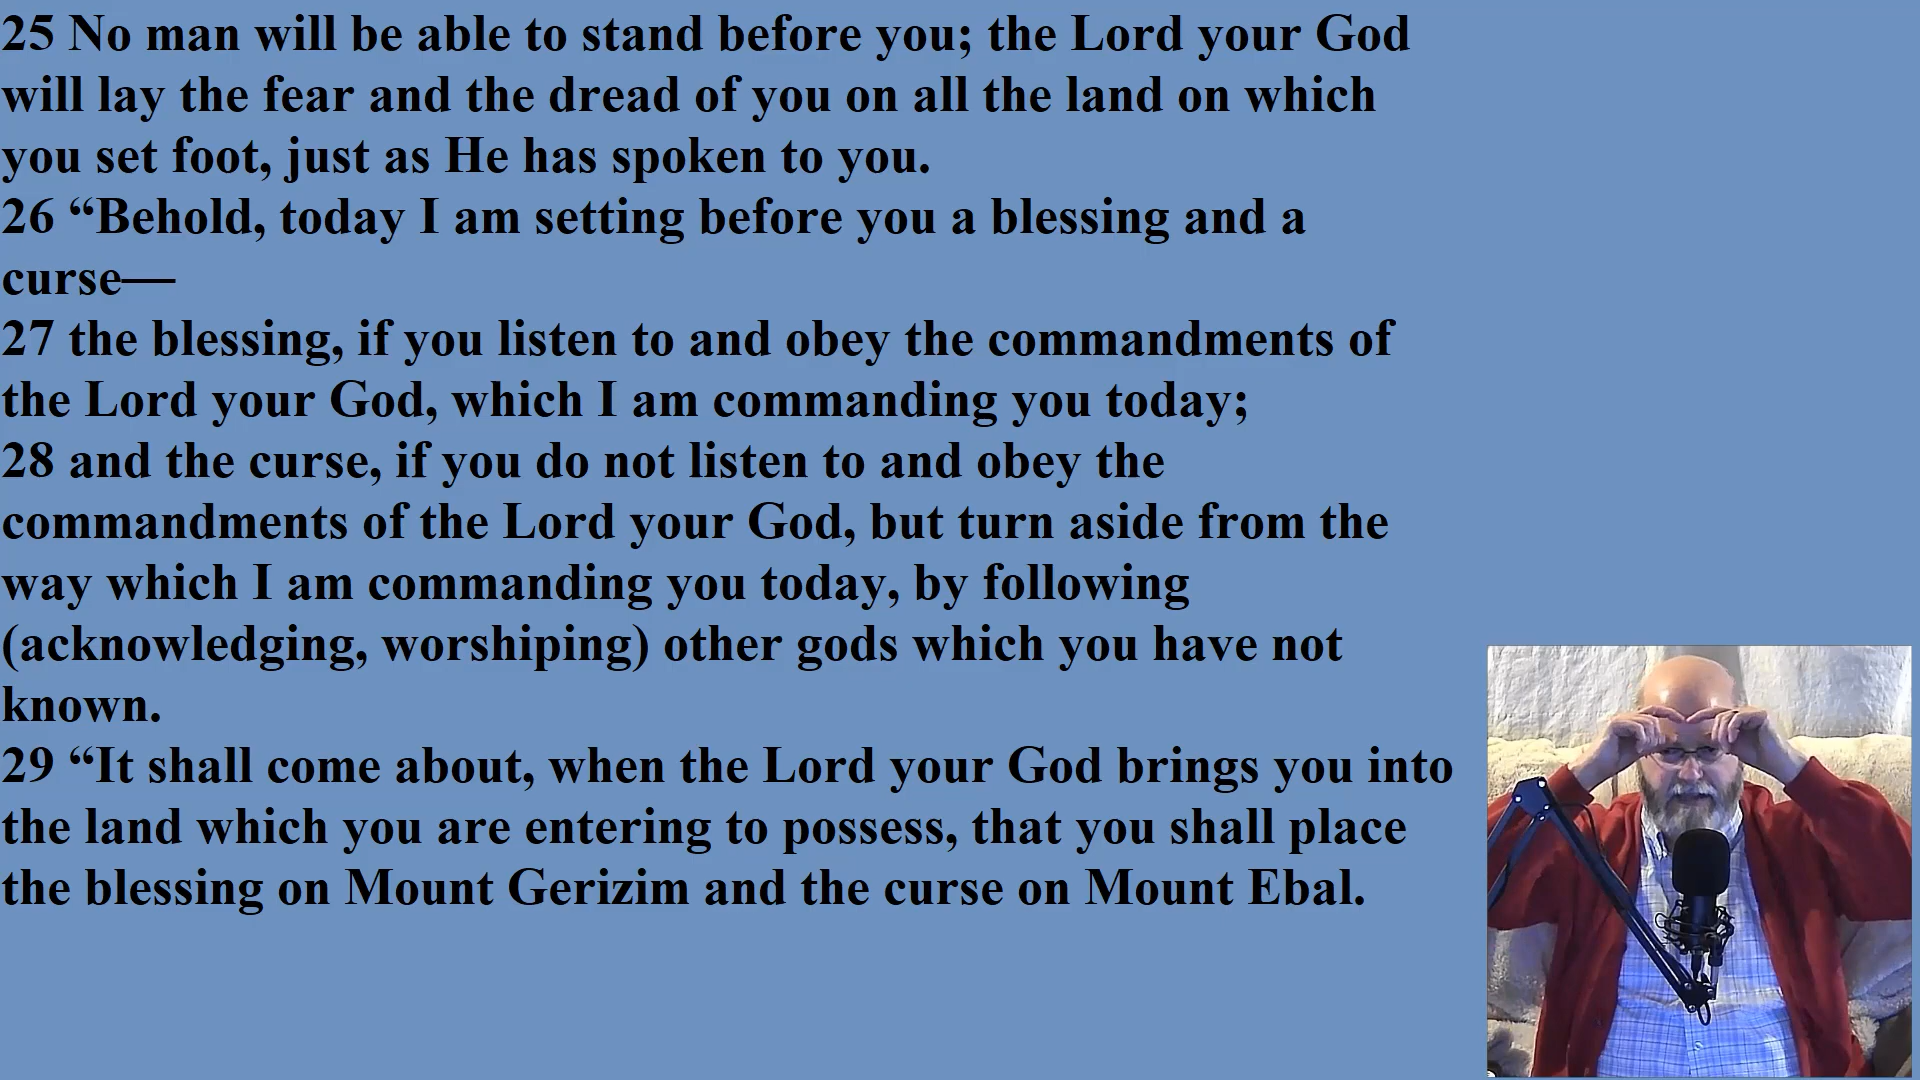 25 No man will be able to stand before you; the Lord your God
will lay the fear and the dread of you on all the land on which
you set foot, just as He has spoken to you.
26 “Behold, today I am setting before you a blessing and a
curse—
27 the blessing, if you listen to and obey the commandments of
the Lord your God, which I am commanding you today;
28 and the curse, if you do not listen to and obey the
commandments of the Lord your God, but turn aside from the
way which I am commanding you today, by following
(acknowledging, worshiping) other gods which you have not
known.
29 “It shall come about, when the Lord your God brings you into
the land which you are entering to possess, that you shall place
the blessing on Mount Gerizim and the curse on Mount Ebal.